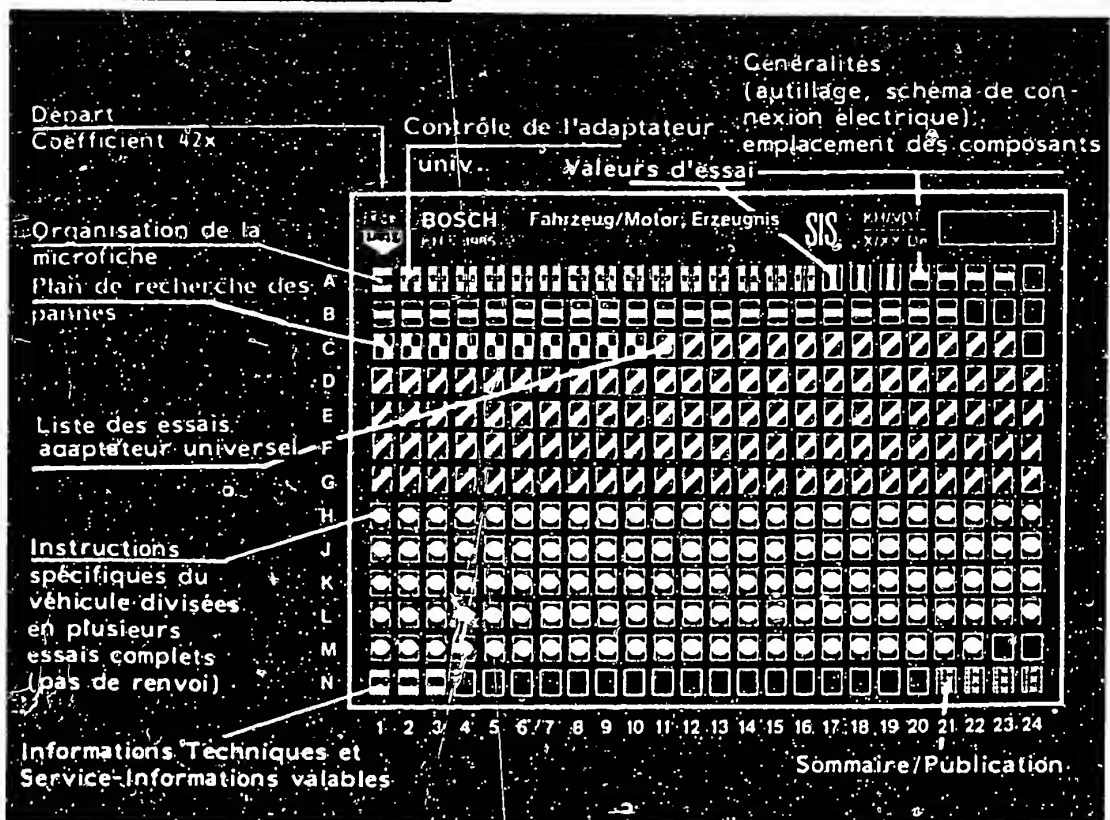 Généralités
(autillage, schéma de con-
nexion électrique)
emplacement des composants
Départ
Coefficient 42x
Contrôle de l'adaptateur
univ.
Valeurs d'essai
BOSCH
Fahrzeug/Motor, Erzeugnis
SIS
Organisation de la
microfiche
Plan de recherche des
pannes
A
B
C
D
E
Liste des essais
adaptateur universel
F
G
H
Instructions
spécifiques du
véhicule divisées
en plusieurs
essais complets
(pas de renvoi)
J
K
L
M
N
1 2 3 4 5 6 7 8 9 10 11 12 13 14 15 16 17 18 19 20 21 22 23 24
Informations Techniques et
Service-Informations valables
Sommaire/Publication